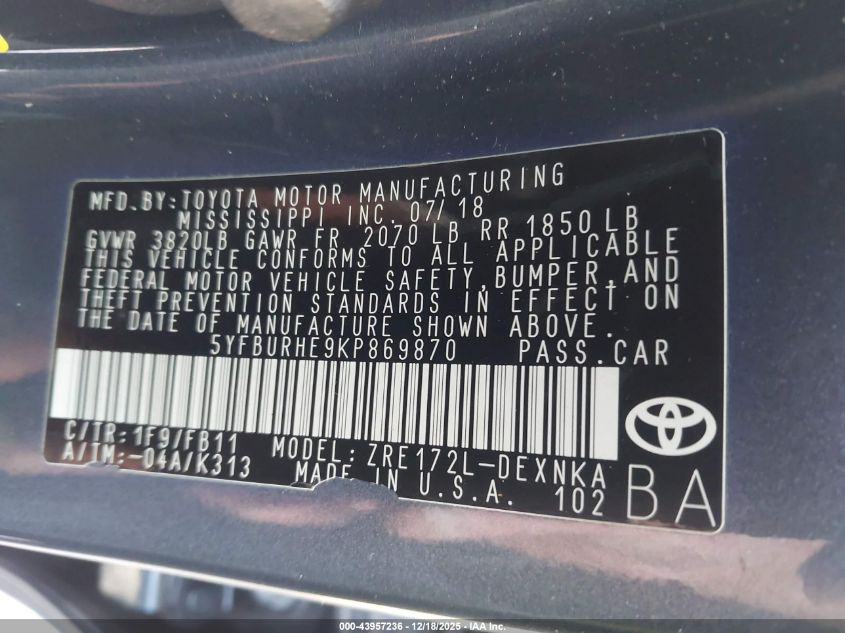 MFD. BY: TOYOTA MOTOR MANUFACTURING
MISSISSIPPI INC. 07/18
GVWR 3820LB GAWR FR. 2070 LB RR 1850 LB
THIS VEHICLE CONFORMS TO ALL APPLICABLE
FEDERAL MOTOR VEHICLE SAFETY, BUMPER, AND
THEFT PREVENTION STANDARDS IN EFFECT ON
THE DATE OF MANUFACTURE SHOWN ABOVE.
5YFBURHE9KP869870 PASS. CAR
C/TR: 1F9/FB11
A/TM: -04A/K313
MODEL: ZRE172L-DEXNKA
MADE IN U.S.A. 102
BA
000-43957236 - 12/18/2025 - IAA Inc.